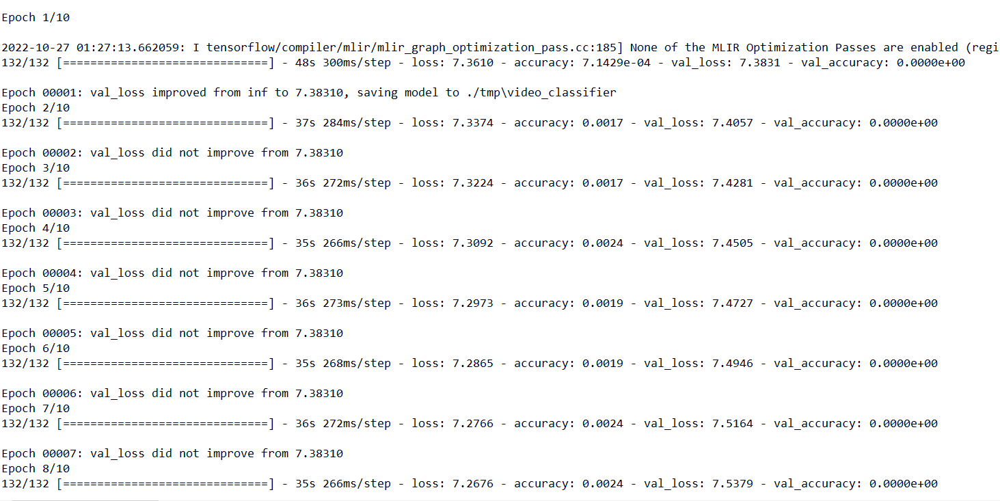 Epoch 1/10
2022-10-27 01:27:13.662059: I tensorflow/compiler/mlir/mlir_graph_optimization_pass.cc:185] None of the MLIR Optimization Passes are enabled (regi
132/132 [==============================] - 48s 300ms/step - loss: 7.3610 - accuracy: 7.1429e-04 - val_loss: 7.3831 - val_accuracy: 0.0000e+00
Epoch 00001: val_loss improved from inf to 7.38310, saving model to ./tmp\video_classifier
Epoch 2/10
132/132 [==============================] - 37s 284ms/step - loss: 7.3374 - accuracy: 0.0017 - val_loss: 7.4057 - val_accuracy: 0.0000e+00
Epoch 00002: val_loss did not improve from 7.38310
Epoch 3/10
132/132 [==============================] - 36s 272ms/step - loss: 7.3224 - accuracy: 0.0017 - val_loss: 7.4281 - val_accuracy: 0.0000e+00
Epoch 00003: val_loss did not improve from 7.38310
Epoch 4/10
132/132 [==============================] - 35s 266ms/step - loss: 7.3092 - accuracy: 0.0024 - val_loss: 7.4505 - val_accuracy: 0.0000e+00
Epoch 00004: val_loss did not improve from 7.38310
Epoch 5/10
132/132 [==============================] - 36s 273ms/step - loss: 7.2973 - accuracy: 0.0019 - val_loss: 7.4727 - val_accuracy: 0.0000e+00
Epoch 00005: val_loss did not improve from 7.38310
Epoch 6/10
132/132 [==============================] - 35s 268ms/step - loss: 7.2865 - accuracy: 0.0019 - val_loss: 7.4946 - val_accuracy: 0.0000e+00
Epoch 00006: val_loss did not improve from 7.38310
Epoch 7/10
132/132 [==============================] - 36s 272ms/step - loss: 7.2766 - accuracy: 0.0024 - val_loss: 7.5164 - val_accuracy: 0.0000e+00
Epoch 00007: val_loss did not improve from 7.38310
Epoch 8/10
132/132 [==============================] - 35s 266ms/step - loss: 7.2676 - accuracy: 0.0024 - val_loss: 7.5379 - val_accuracy: 0.0000e+00